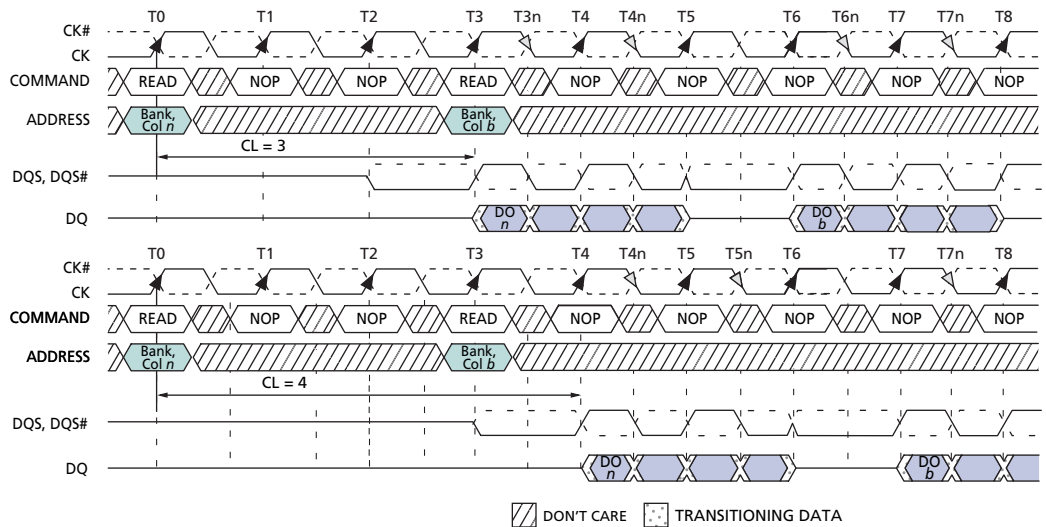 T0 T1 T2 T3 T3n T4 T4n T5 T6 T6n T7 T7n T8
CK#
CK
COMMAND READ NOP NOP READ NOP NOP NOP NOP NOP
ADDRESS Bank, Col n Bank, Col b
CL = 3
DQS, DQS#
DQ DO n DO b
T0 T1 T2 T3 T4 T4n T5 T5n T6 T7 T7n T8
CK#
CK
COMMAND READ NOP NOP READ NOP NOP NOP NOP NOP
ADDRESS Bank, Col n Bank, Col b
CL = 4
DQS, DQS#
DQ DO n DO b
DON'T CARE TRANSITIONING DATA